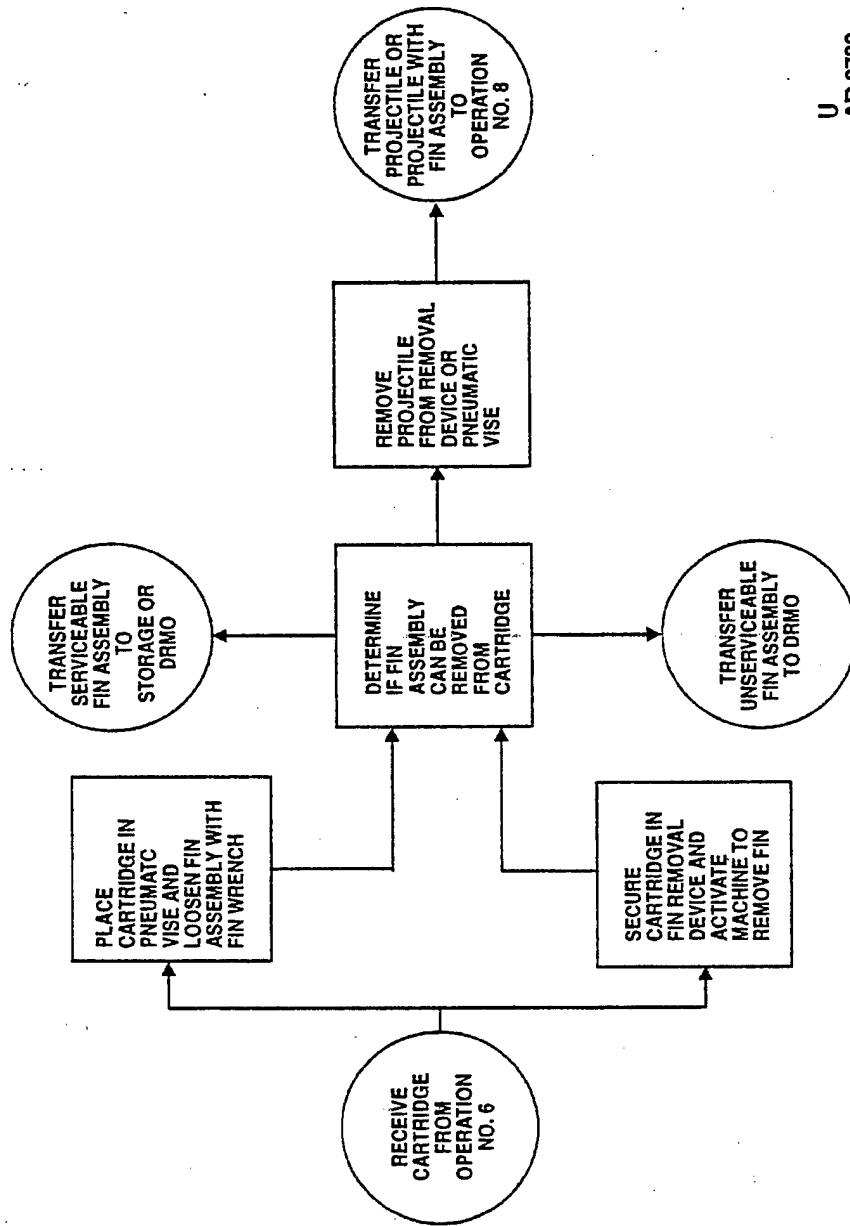 RECEIVE
CARTRIDGE
FROM
OPERATION
NO. 6
PLACE
CARTRIDGE IN
PNEUMATC
VISE AND
LOOSEN FIN
ASSEMBLY WITH
FIN WRENCH
SECURE
CARTRIDGE IN
FIN REMOVAL
DEVICE AND
ACTIVATE
MACHINE TO
REMOVE FIN
TRANSFER
SERVICEABLE
FIN ASSEMBLY
TO
STORAGE OR
DRMO
DETERMINE
IF FIN
ASSEMBLY
CAN BE
REMOVED
FROM
CARTRIDGE
TRANSFER
UNSERVICEABLE
FIN ASSEMBLY
TO DRMO
REMOVE
PROJECTILE
FROM REMOVAL
DEVICE OR
PNEUMATIC
VISE
TRANSFER
PROJECTILE OR
PROJECTILE WITH
FIN ASSEMBLY
TO
OPERATION
NO. 8
U